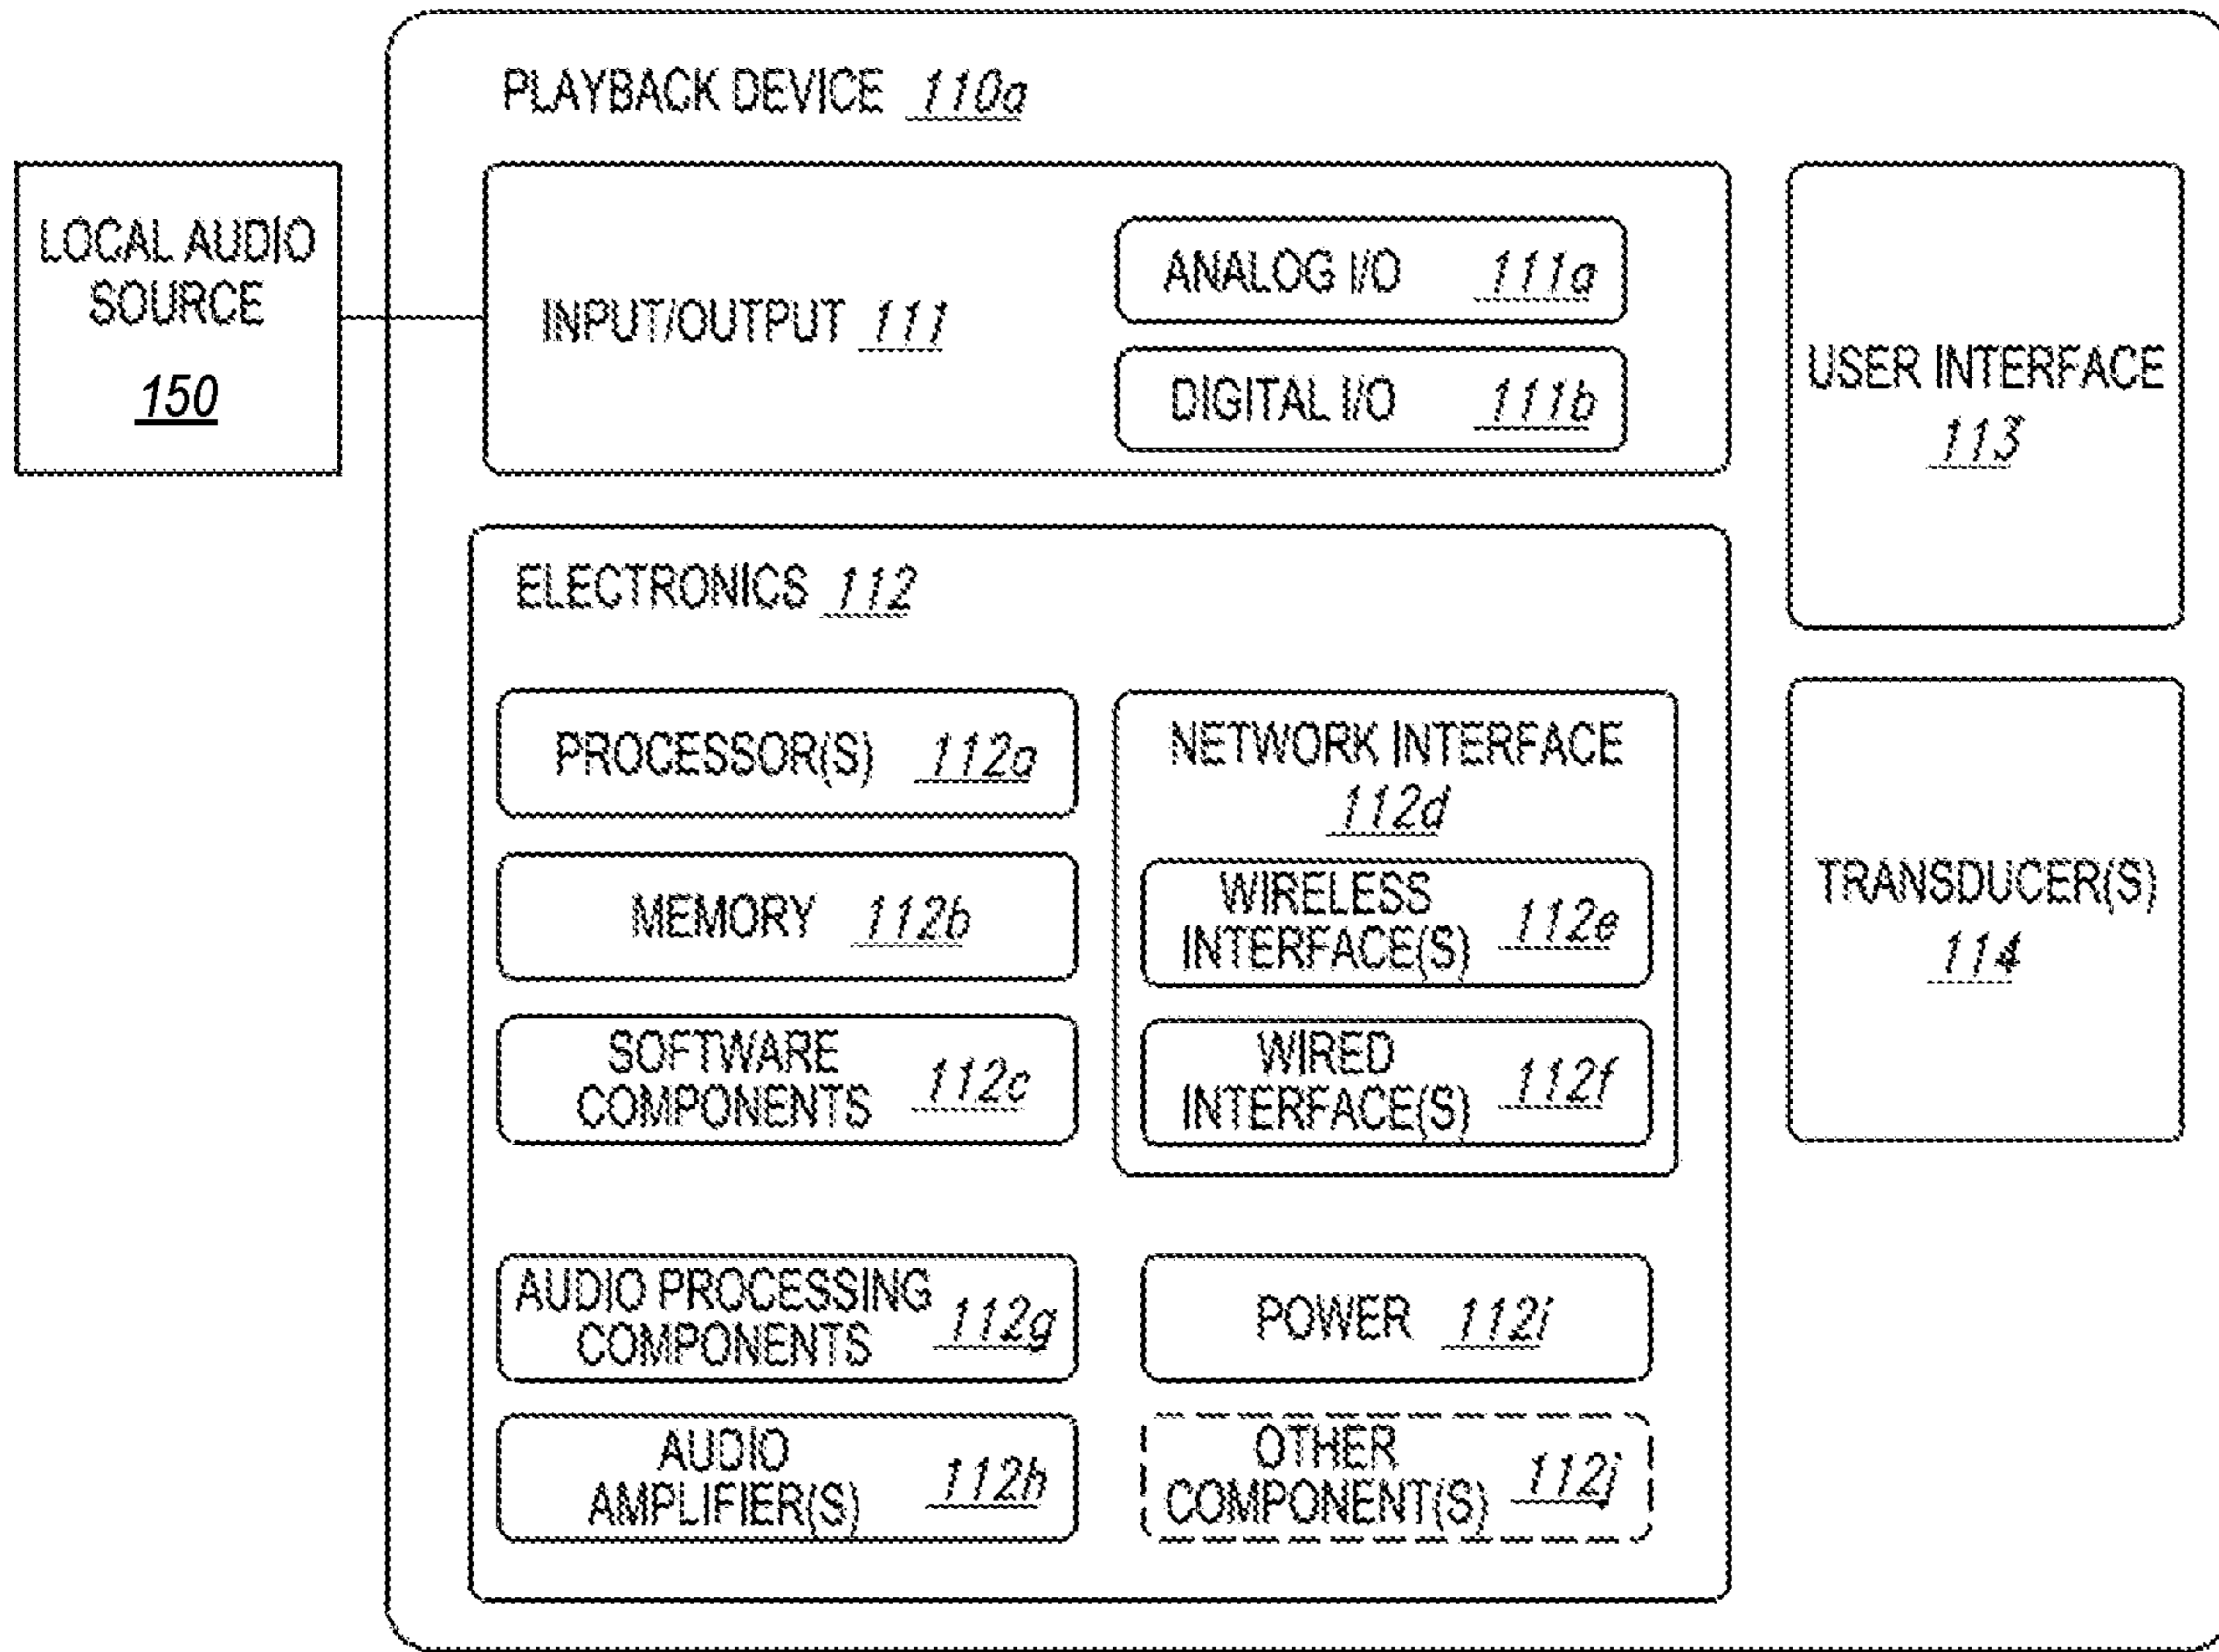 PLAYBACK DEVICE 110a
LOCAL AUDIO
SOURCE
150
INPUT/OUTPUT 111
ANALOG I/O 111a
DIGITAL I/O 111b
USER INTERFACE
113
ELECTRONICS 112
PROCESSOR(S) 112a
MEMORY 112b
SOFTWARE
COMPONENTS 112c
NETWORK INTERFACE
112d
WIRELESS
INTERFACE(S) 112e
WIRED
INTERFACE(S) 112f
TRANSDUCER(S)
114
AUDIO PROCESSING
COMPONENTS 112g
POWER 112i
AUDIO
AMPLIFIER(S) 112h
OTHER
COMPONENT(S) 112j